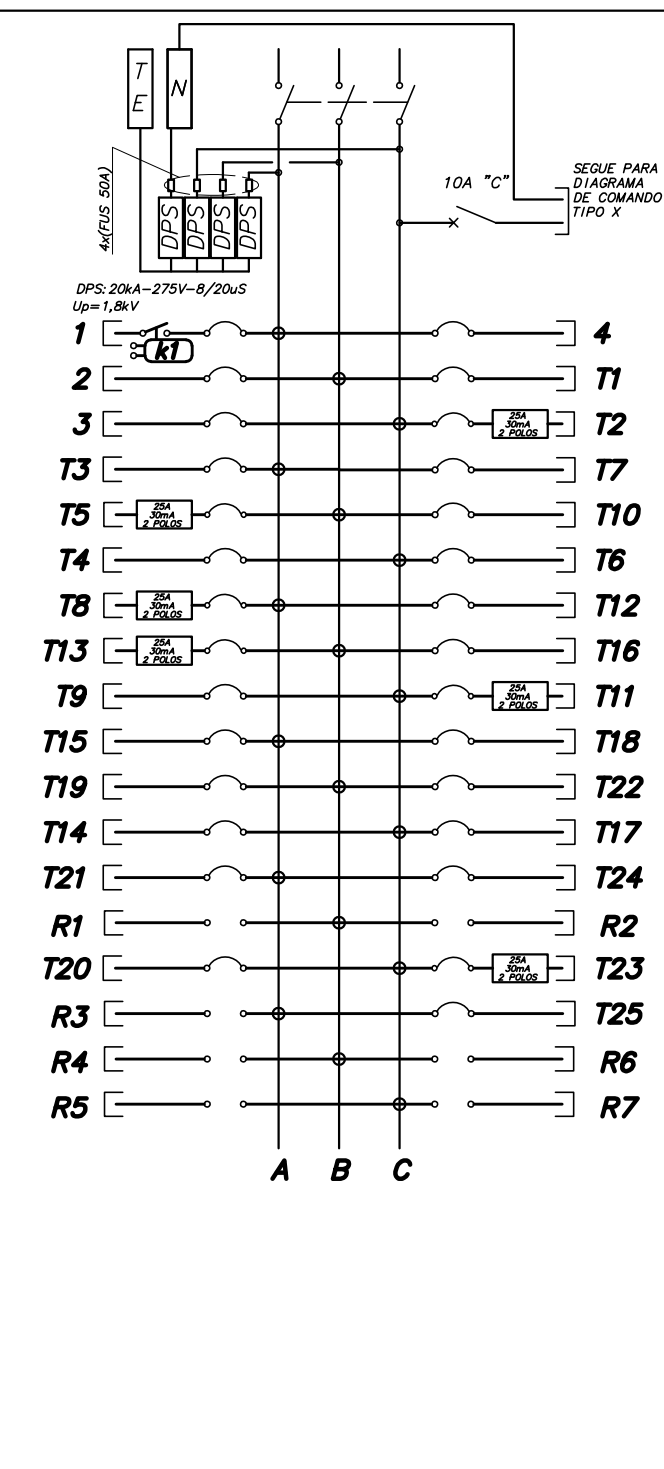 T
E
N
4x(FUS 50A)
DPS
DPS
DPS
DPS
DPS: 20kA-275V-8/20uS
Up=1,8kV
10A "C"
SEGUE PARA
DIAGRAMA
DE COMANDO
TIPO X
1
k1
4
2
T1
3
25A
30mA
2 POLOS
T2
T3
T7
T5
25A
30mA
2 POLOS
T10
T4
T6
T8
25A
30mA
2 POLOS
T12
T13
25A
30mA
2 POLOS
T16
T9
25A
30mA
2 POLOS
T11
T15
T18
T19
T22
T14
T17
T21
T24
R1
R2
T20
25A
30mA
2 POLOS
T23
R3
T25
R4
R6
R5
R7
A B C